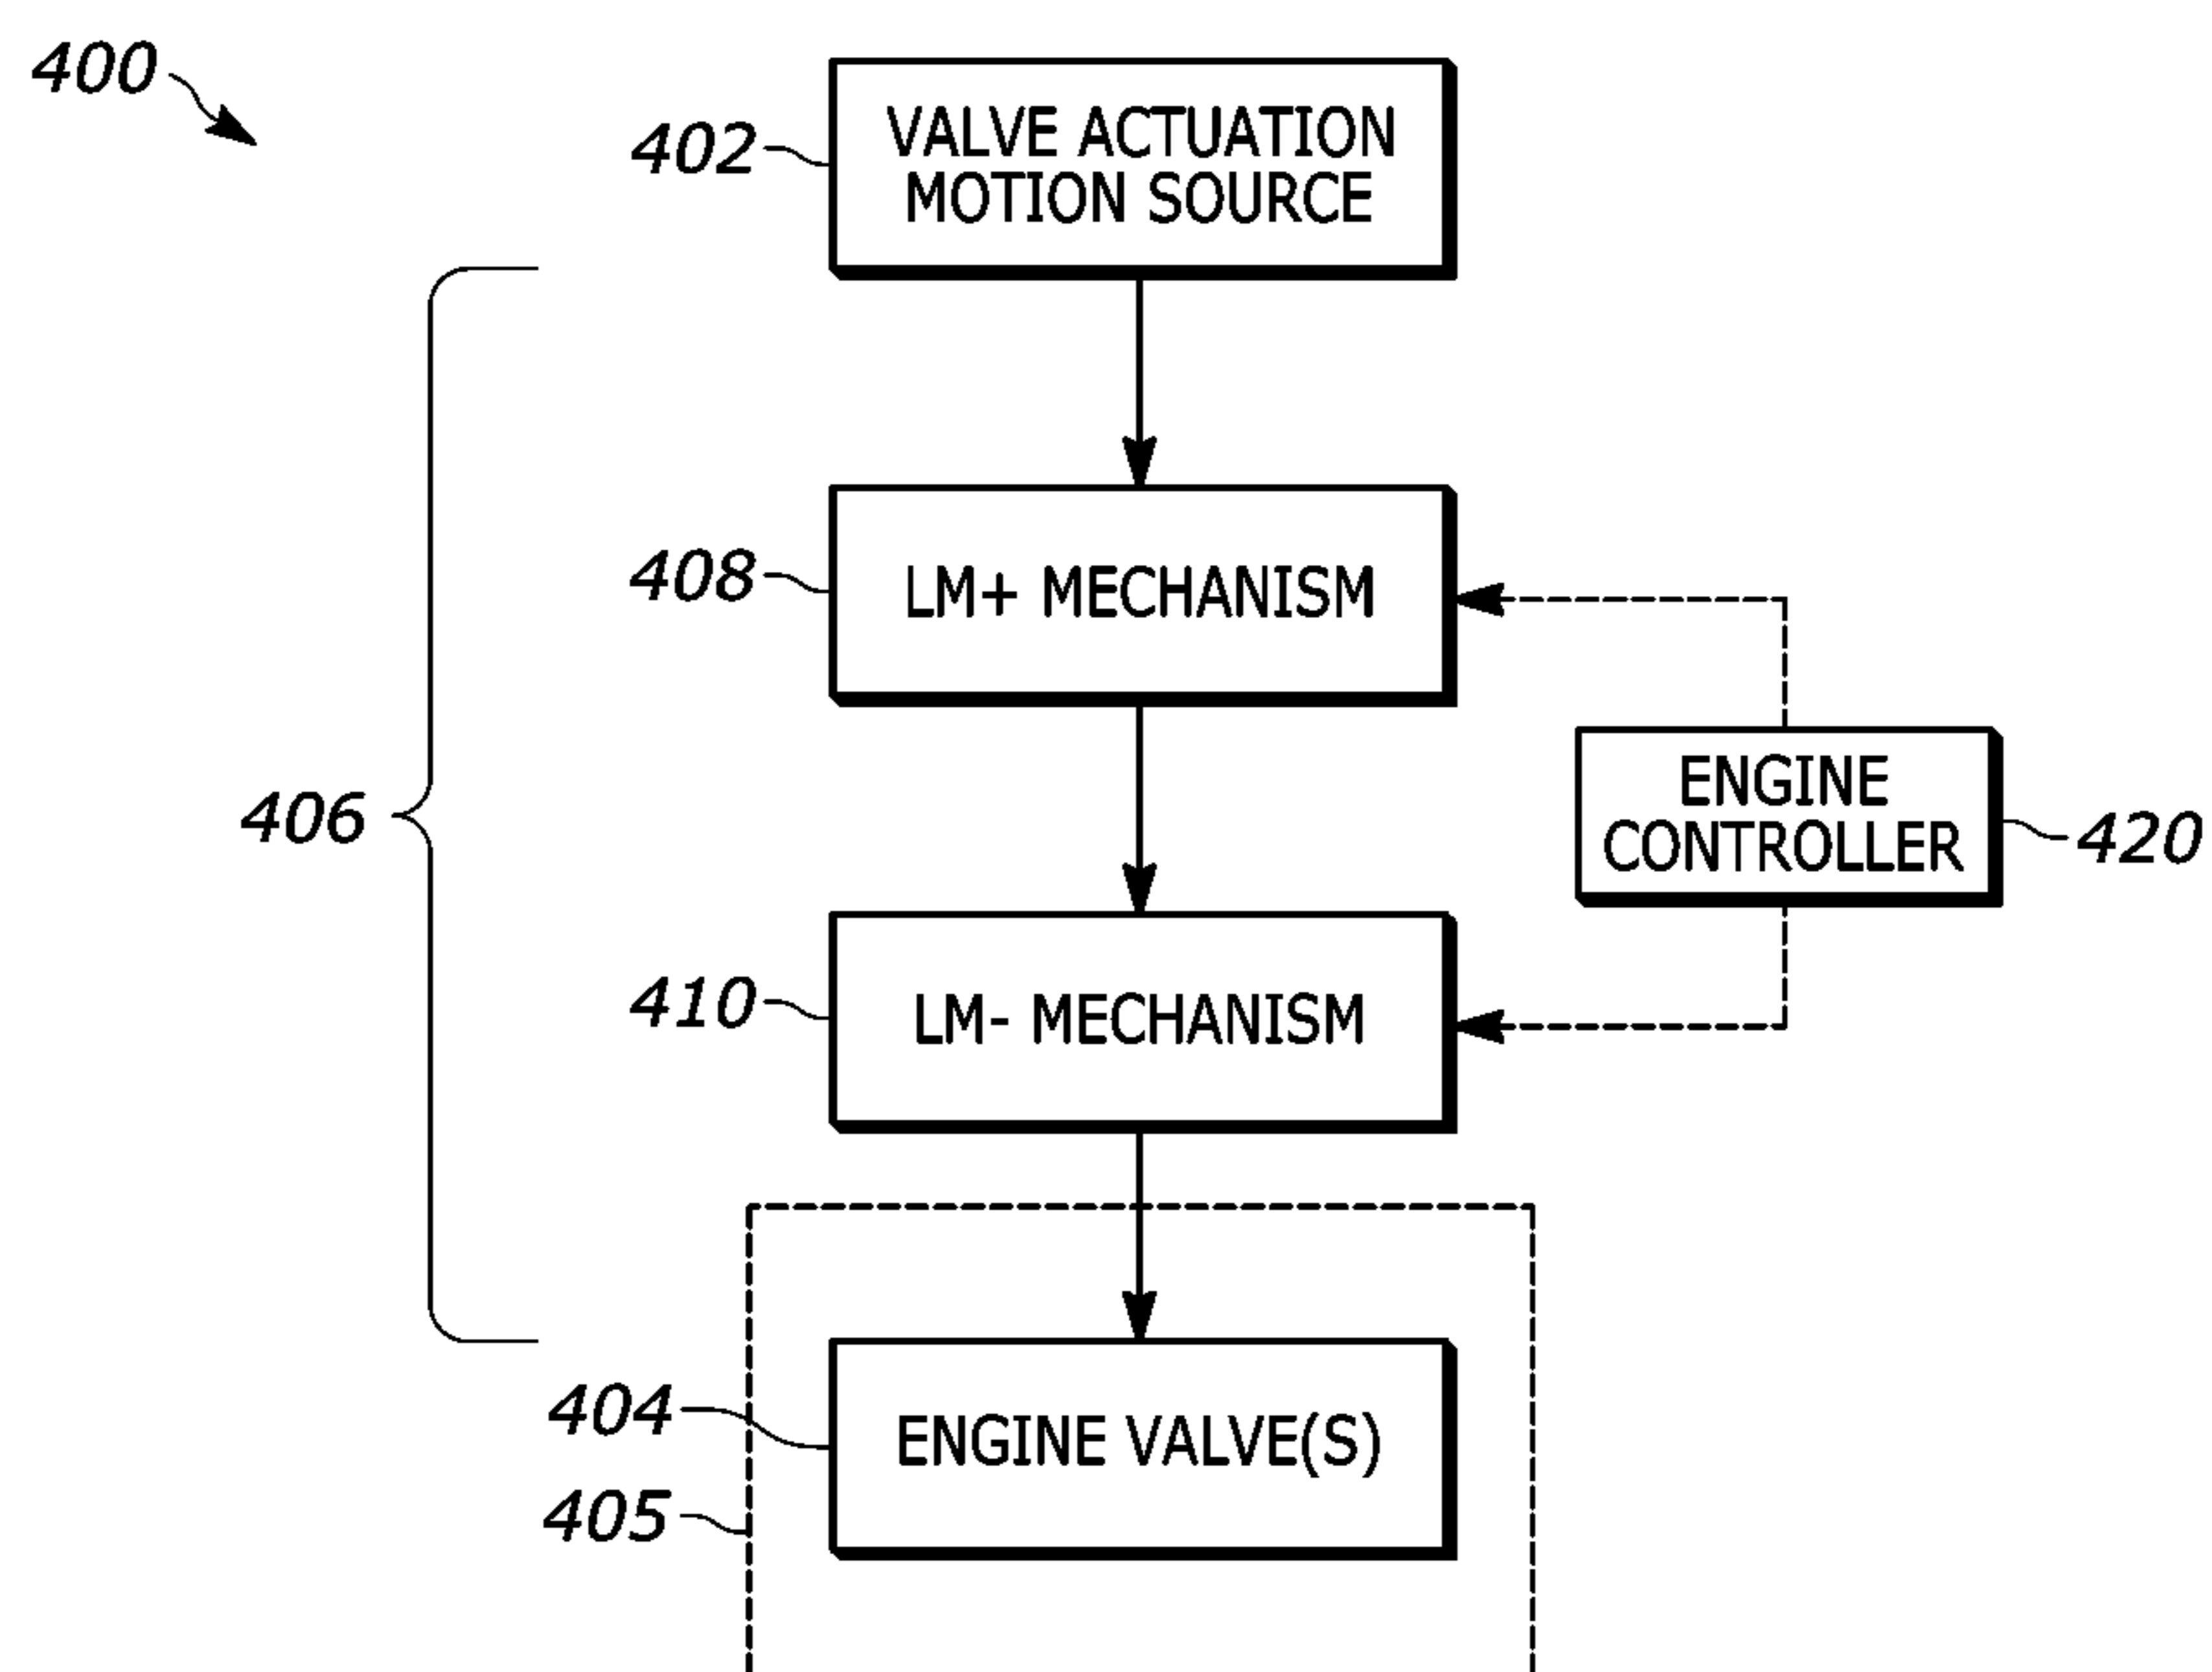 400
402
VALVE ACTUATION
MOTION SOURCE
408
LM+ MECHANISM
406
ENGINE
CONTROLLER
420
410
LM- MECHANISM
404
ENGINE VALVE(S)
405